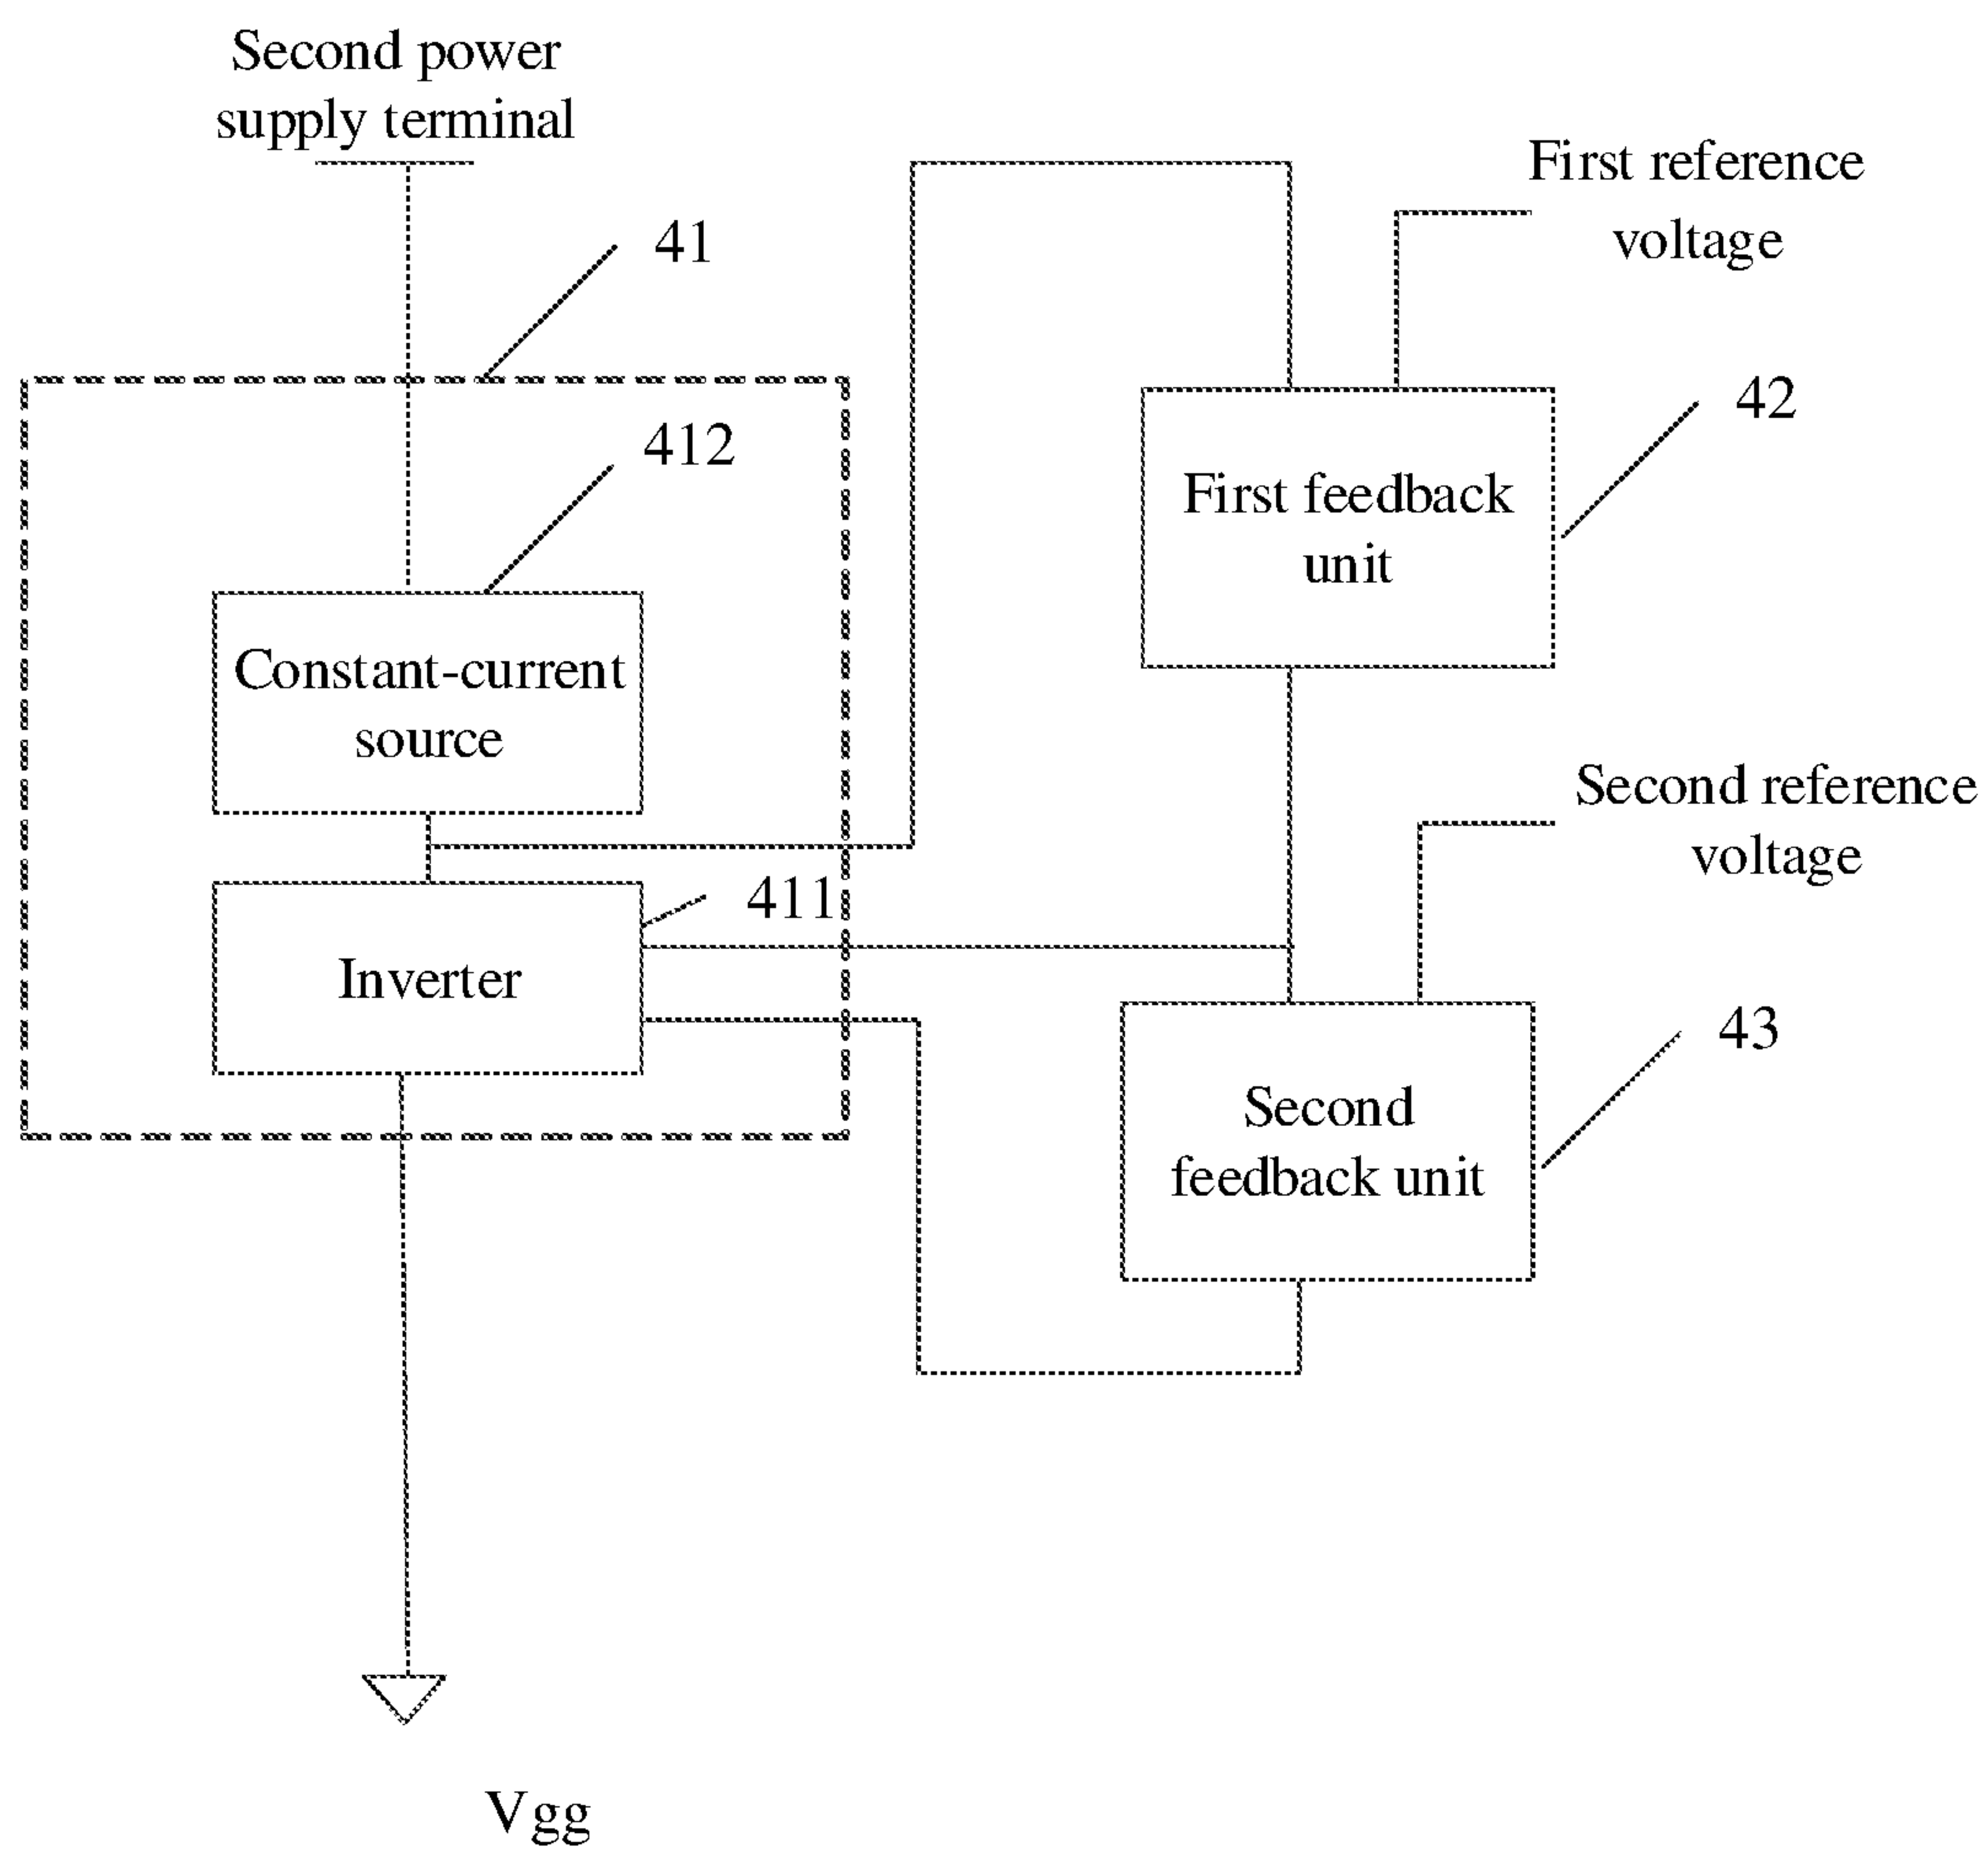 Second power
supply terminal
First reference
voltage
41
42
412
First feedback
unit
Constant-current
source
Second reference
voltage
411
Inverter
43
Second
feedback unit
Vgg